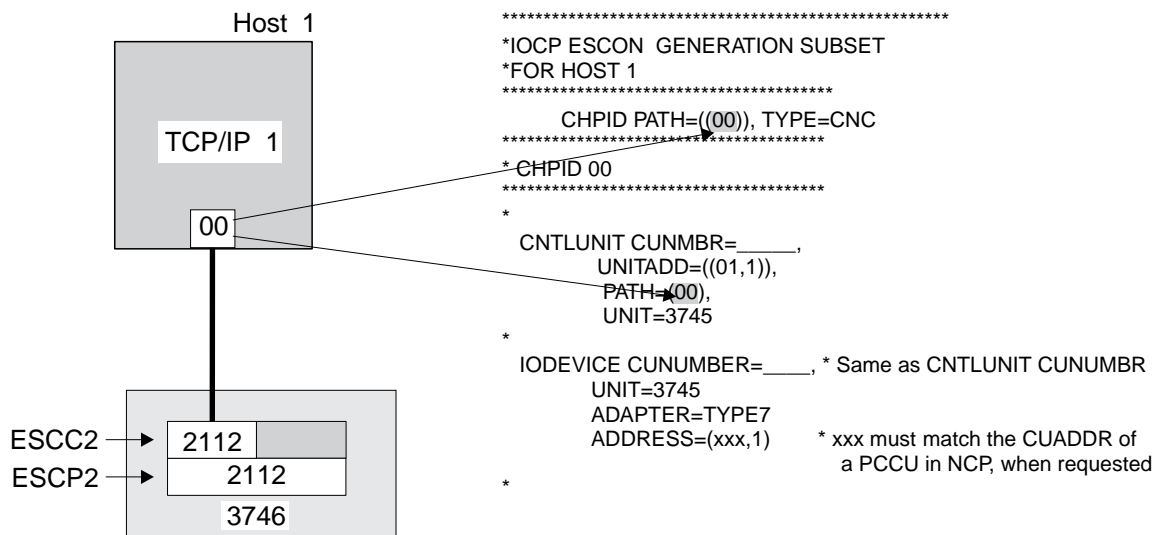 Host 1
TCP/IP 1
00
ESCC2
2112
ESCP2
2112
3746
******************************************************
*IOCP ESCON GENERATION SUBSET
*FOR HOST 1
****************************************
CHPID PATH=((00)), TYPE=CNC
***************************************
* CHPID 00
***************************************
*
CNTLUNIT CUNMBR=_____,
UNITADD=((01,1)),
PATH=(00),
UNIT=3745
*
IODEVICE CUNUMBER=____, * Same as CNTLUNIT CUNUMBR
UNIT=3745
ADAPTER=TYPE7
ADDRESS=(xxx,1) * xxx must match the CUADDR of
a PCCU in NCP, when requested
*